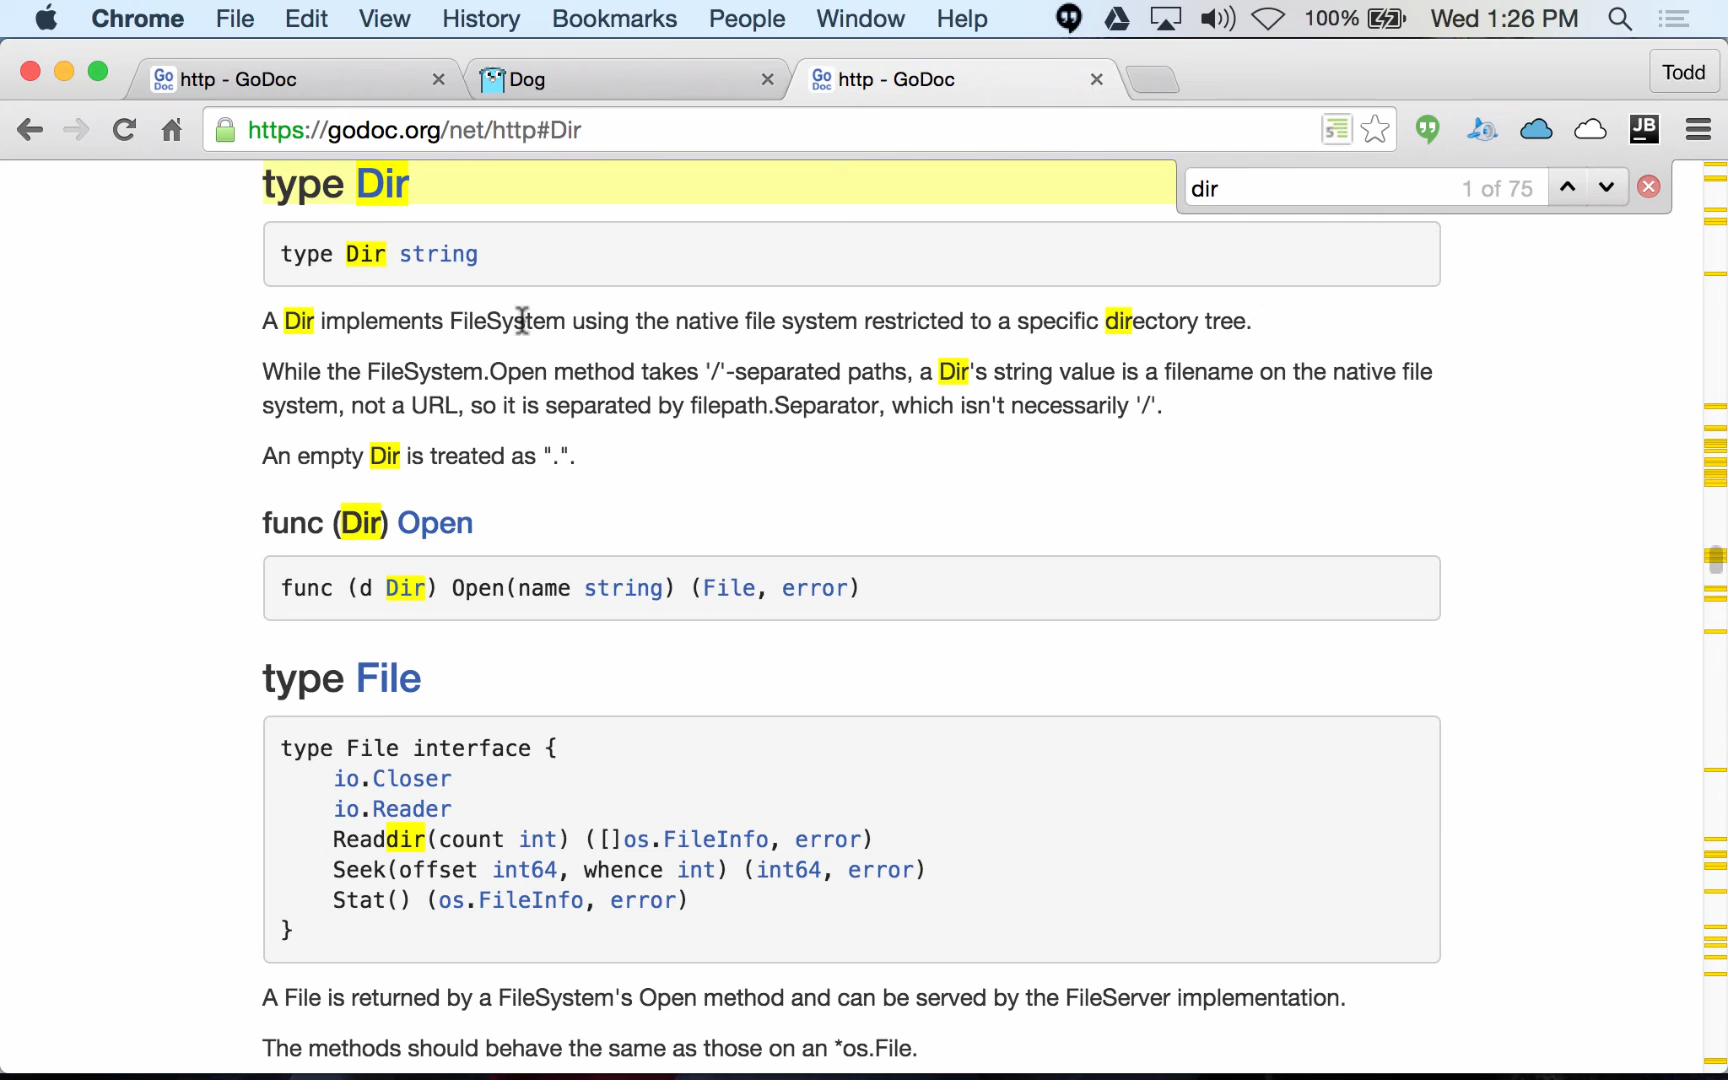 Chrome File Edit View History Bookmarks People Window Help 100% Wed 1:26 PM
Go Doc http - GoDoc Dog Go Doc http - GoDoc Todd
https://godoc.org/net/http#Dir JB
type Dir
dir 1 of 75
type Dir string
A Dir implements FileSystem using the native file system restricted to a specific directory tree.
While the FileSystem.Open method takes '/'-separated paths, a Dir's string value is a filename on the native file
system, not a URL, so it is separated by filepath.Separator, which isn't necessarily '/'.
An empty Dir is treated as ".".
func (Dir) Open
func (d Dir) Open(name string) (File, error)
type File
type File interface {
io.Closer
io.Reader
Readdir(count int) ([]os.FileInfo, error)
Seek(offset int64, whence int) (int64, error)
Stat() (os.FileInfo, error)
}
A File is returned by a FileSystem's Open method and can be served by the FileServer implementation.
The methods should behave the same as those on an *os.File.